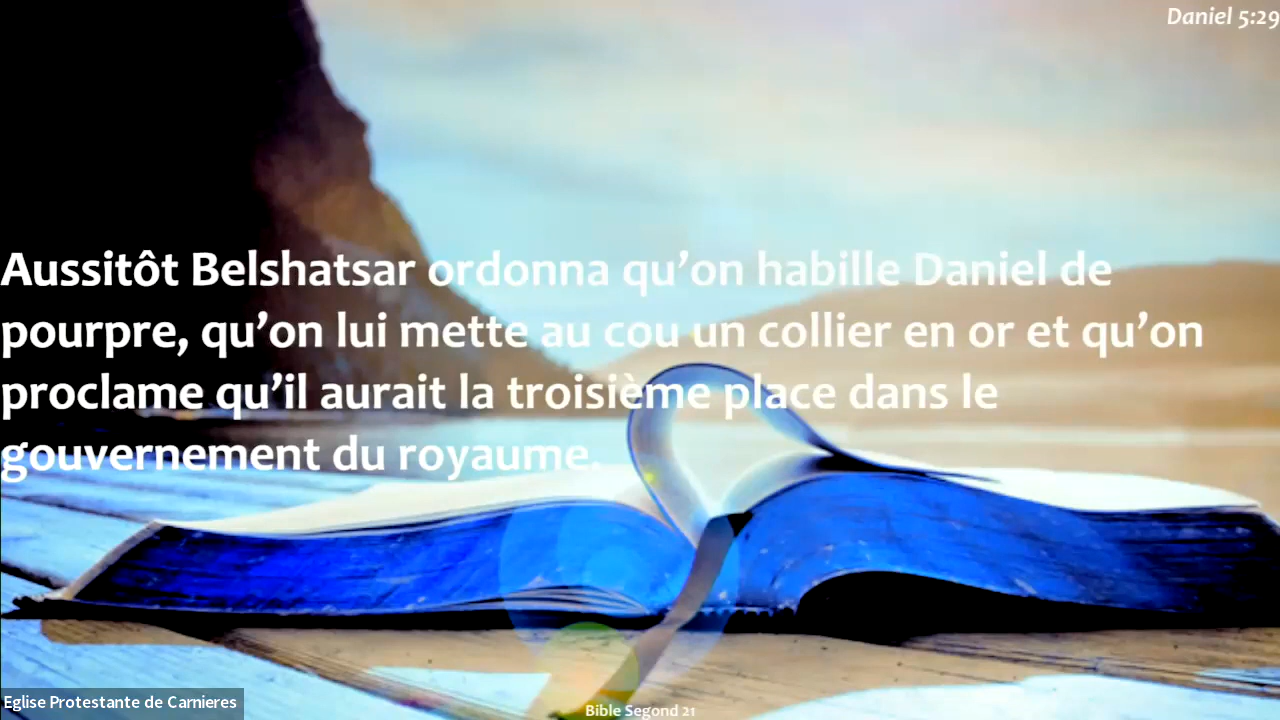 Daniel 5:29
Aussitôt Belshatsar ordonna qu’on habille Daniel de
pourpre, qu’on lui mette au cou un collier en or et qu’on
proclame qu’il aurait la troisième place dans le
gouvernement du royaume.
Eglise Protestante de Carnieres
Bible Segond 21